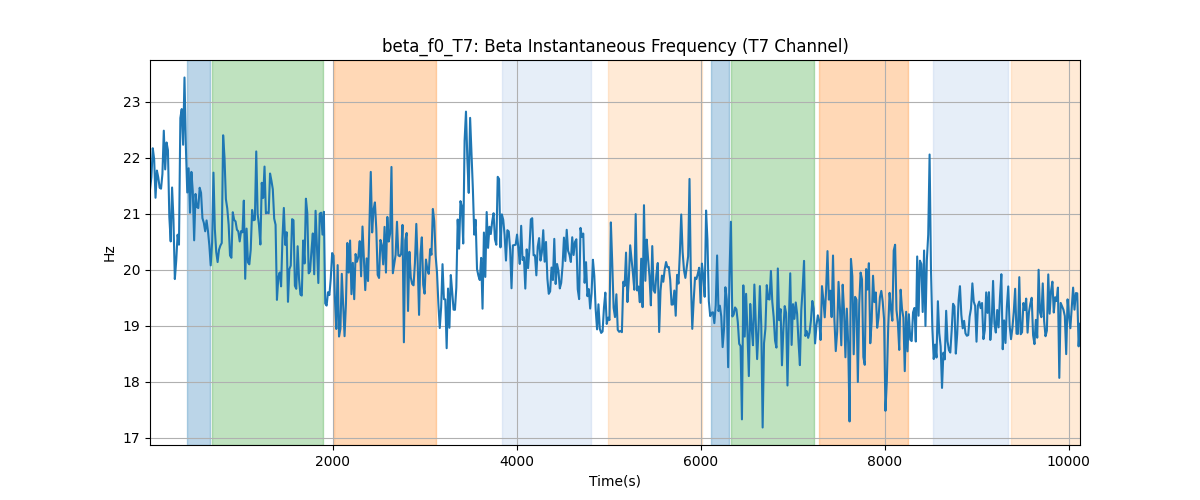 beta_f0_T7: Beta Instantaneous Frequency (T7 Channel)
23
22
21
20
19
18
17
Hz
2000 4000 6000 8000 10000
Time(s)